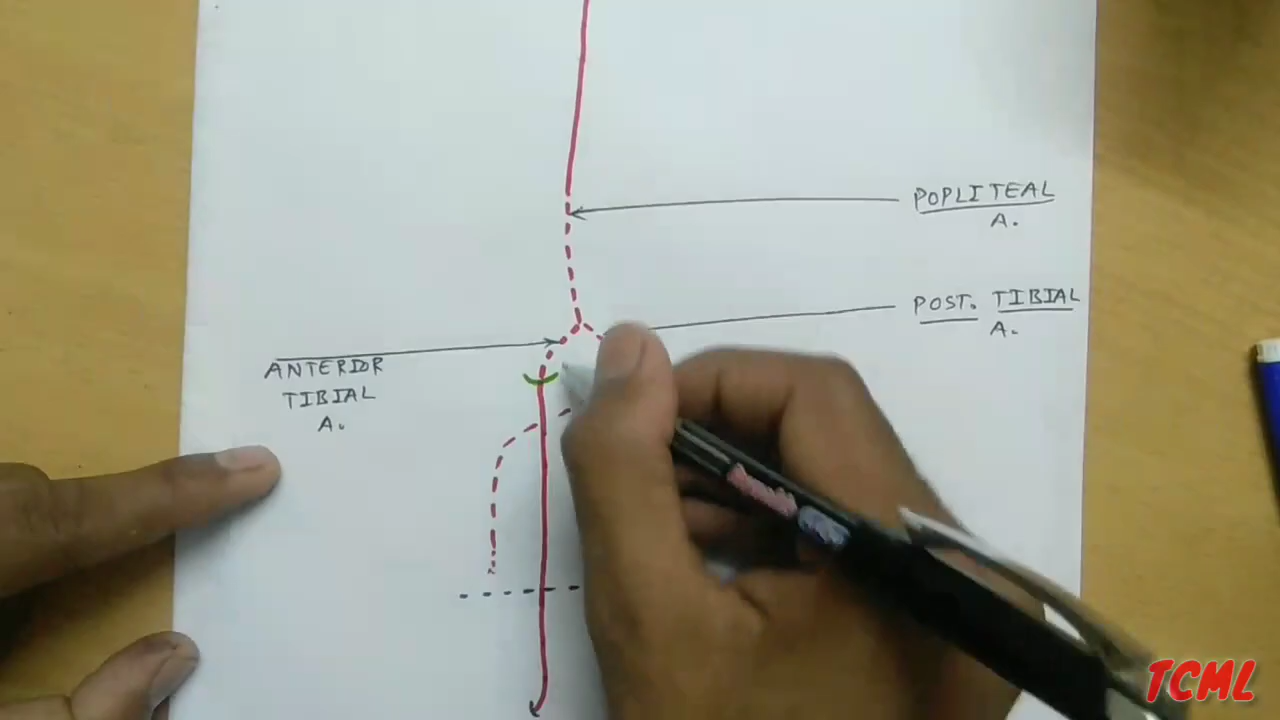 POPLITEAL
A.
POST. TIBIAL
A.
ANTERIOR
TIBIAL
A.
TCML